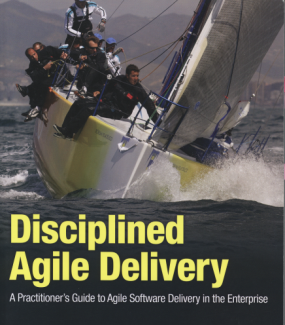 Disciplined
Agile Delivery
A Practitioner's Guide to Agile Software Delivery in the Enterprise